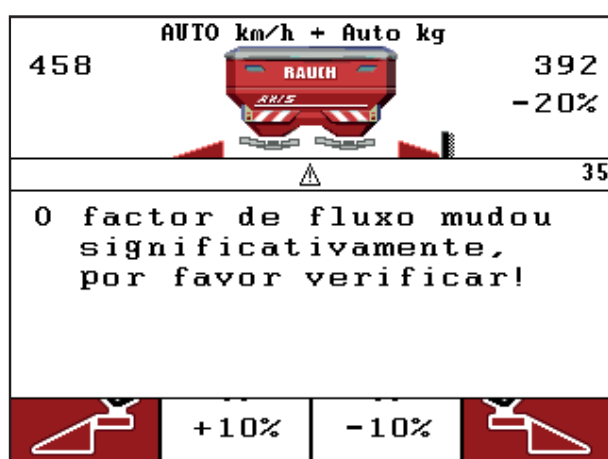 AUTO km/h + Auto kg
458
392
-20%
RAUCH
AXIS
35
O factor de fluxo mudou
significativamente,
por favor verificar!
+10%
-10%